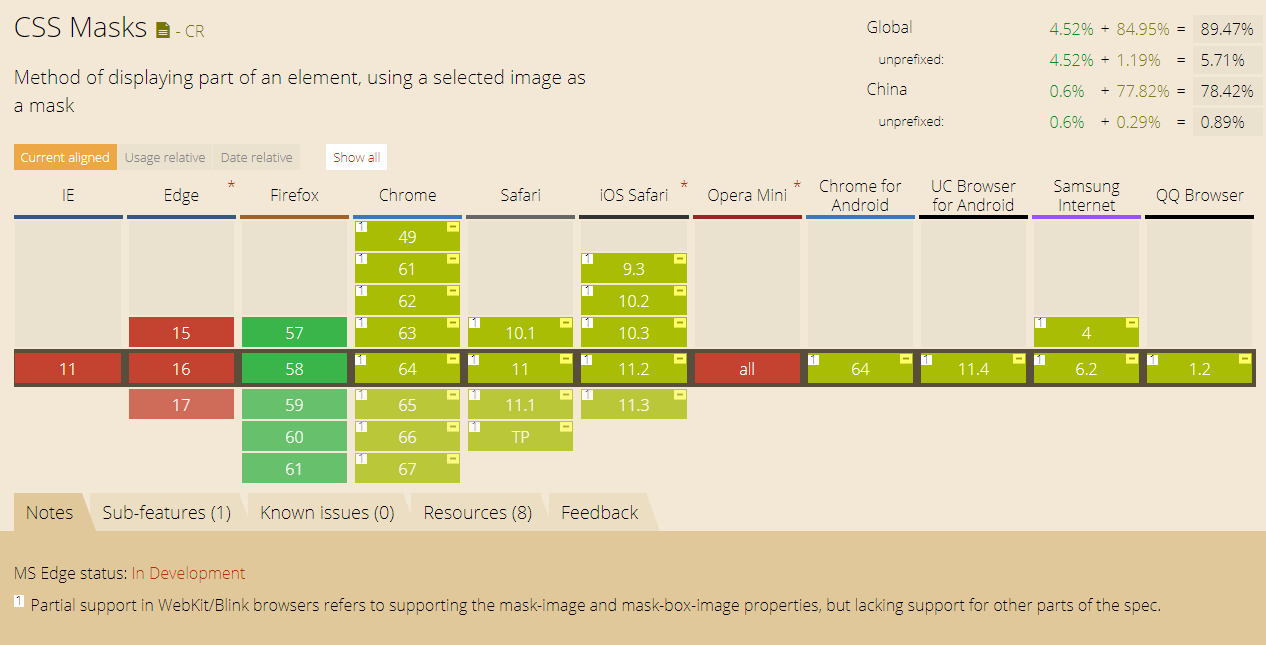 CSS Masks - CR
Method of displaying part of an element, using a selected image as
a mask
Global 4.52% + 84.95% = 89.47%
unprefixed: 4.52% + 1.19% = 5.71%
China 0.6% + 77.82% = 78.42%
unprefixed: 0.6% + 0.29% = 0.89%
Current aligned Usage relative Date relative Show all
IE Edge * Firefox Chrome Safari iOS Safari * Opera Mini * Chrome for Android UC Browser for Android Samsung Internet QQ Browser
1 49 -
1 61 - 1 9.3 -
1 62 - 1 10.2 -
15 57 1 63 - 1 10.1 - 1 10.3 - 1 4 -
11 16 58 1 64 - 1 11 - 1 11.2 - all 1 64 - 1 11.4 - 1 6.2 - 1 1.2 -
17 59 1 65 - 1 11.1 - 1 11.3 -
60 1 66 - 1 TP -
61 1 67 -
Notes Sub-features (1) Known issues (0) Resources (8) Feedback
MS Edge status: In Development
1 Partial support in WebKit/Blink browsers refers to supporting the mask-image and mask-box-image properties, but lacking support for other parts of the spec.